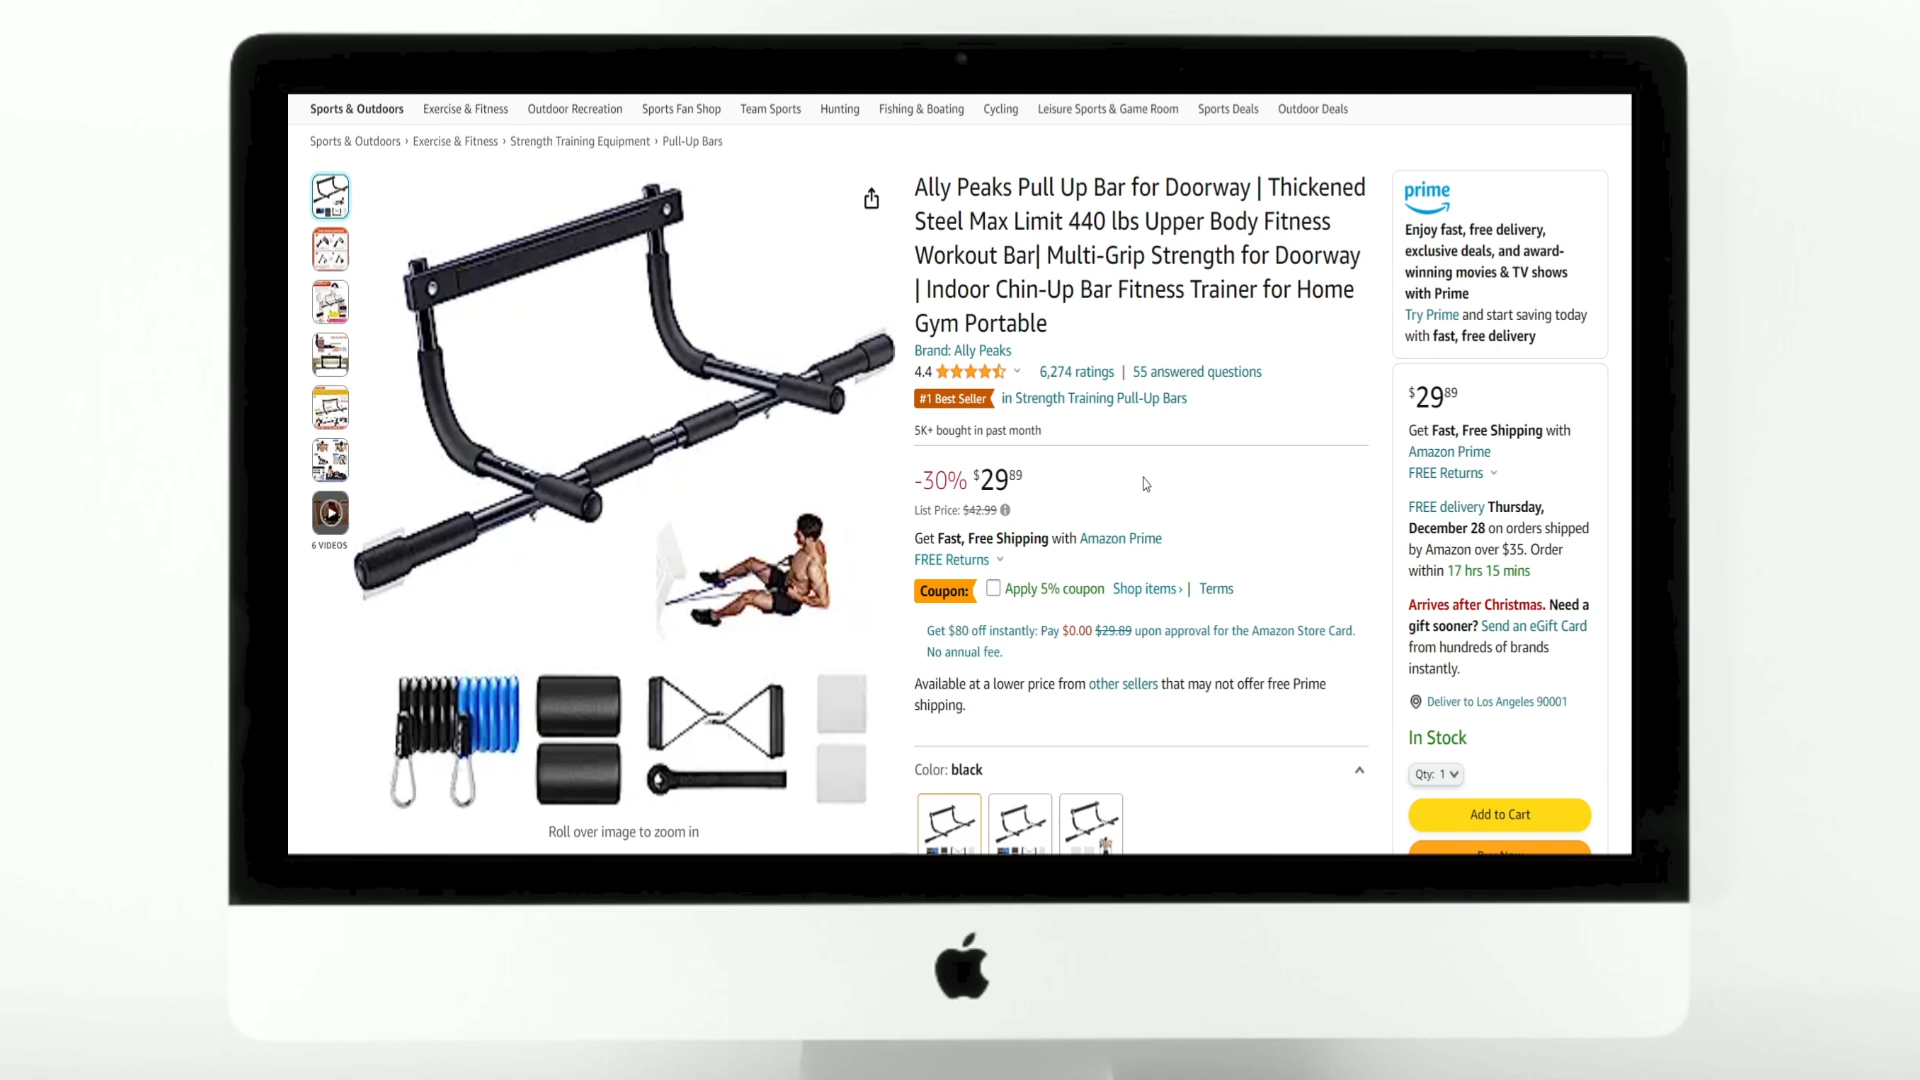 Sports & Outdoors Exercise & Fitness Outdoor Recreation Sports Fan Shop Team Sports Hunting Fishing & Boating Cycling Leisure Sports & Game Room Sports Deals Outdoor Deals
Sports & Outdoors › Exercise & Fitness › Strength Training Equipment › Pull-Up Bars
6 VIDEOS
Roll over image to zoom in
Ally Peaks Pull Up Bar for Doorway | Thickened
Steel Max Limit 440 lbs Upper Body Fitness
Workout Bar| Multi-Grip Strength for Doorway
| Indoor Chin-Up Bar Fitness Trainer for Home
Gym Portable
Brand: Ally Peaks
4.4 6,274 ratings | 55 answered questions
#1 Best Seller in Strength Training Pull-Up Bars
5K+ bought in past month
-30% $29 89
List Price: $42.99
Get Fast, Free Shipping with Amazon Prime
FREE Returns
Coupon: Apply 5% coupon Shop items › | Terms
Get $80 off instantly: Pay $0.00 $29.89 upon approval for the Amazon Store Card.
No annual fee.
Available at a lower price from other sellers that may not offer free Prime
shipping.
Color: black
prime
Enjoy fast, free delivery,
exclusive deals, and award-
winning movies & TV shows
with Prime
Try Prime and start saving today
with fast, free delivery
$29 89
Get Fast, Free Shipping with
Amazon Prime
FREE Returns
FREE delivery Thursday,
December 28 on orders shipped
by Amazon over $35. Order
within 17 hrs 15 mins
Arrives after Christmas. Need a
gift sooner? Send an eGift Card
from hundreds of brands
instantly.
Deliver to Los Angeles 90001
In Stock
Qty: 1
Add to Cart